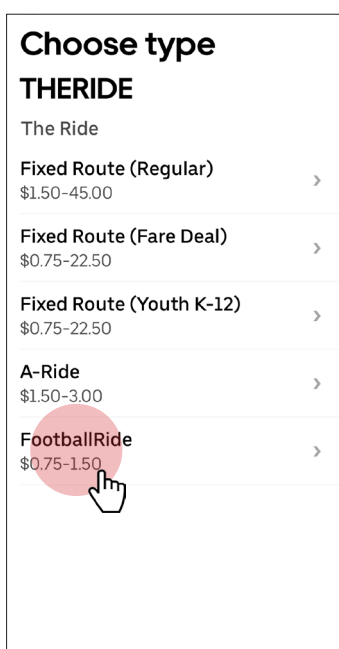 Choose type
THERIDE
The Ride
Fixed Route (Regular)
$1.50-45.00
Fixed Route (Fare Deal)
$0.75-22.50
Fixed Route (Youth K-12)
$0.75-22.50
A-Ride
$1.50-3.00
FootballRide
$0.75-1.50